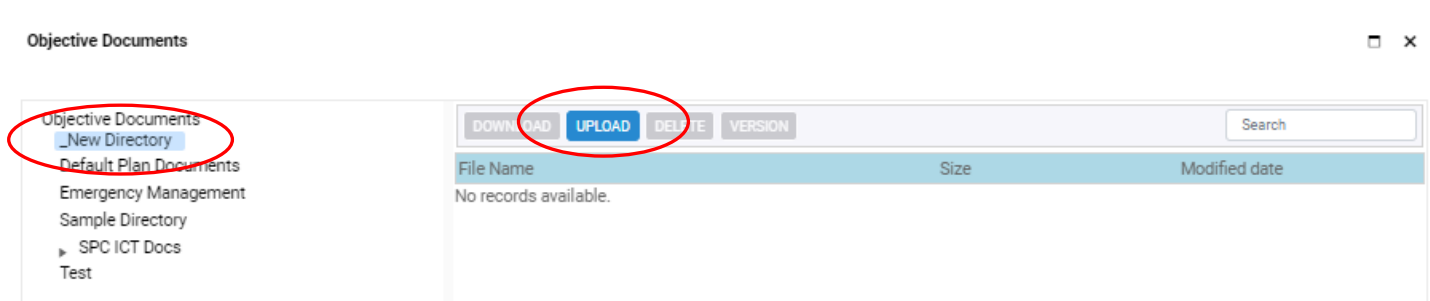 Objective Documents
Objective Documents
_New Directory
Default Plan Documents
Emergency Management
Sample Directory
SPC ICT Docs
Test
DOWNLOAD UPLOAD DELETE VERSION Search
File Name Size Modified date
No records available.